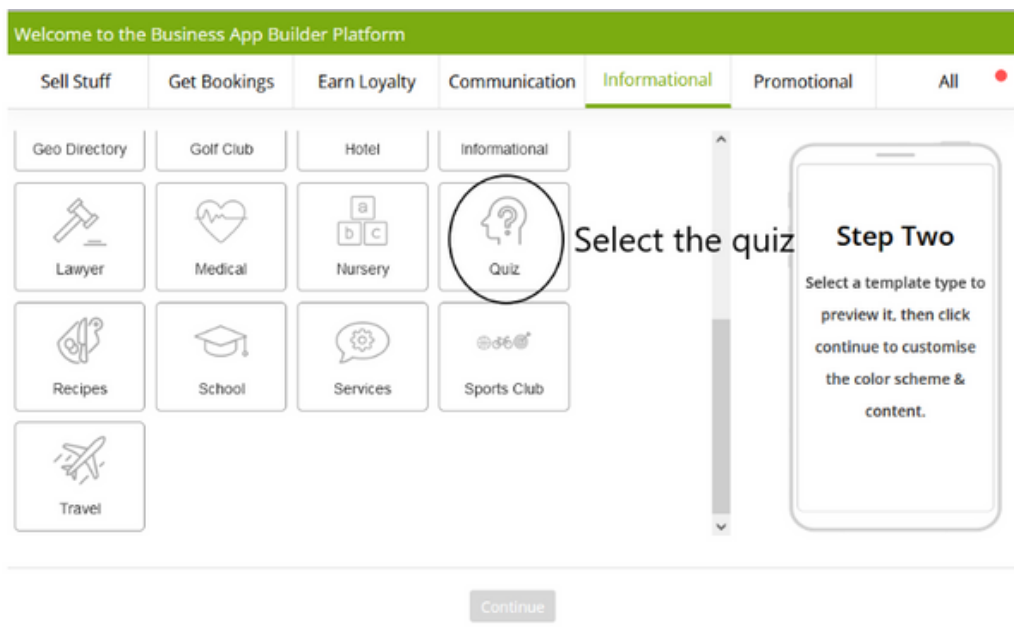 Welcome to the Business App Builder Platform
Sell Stuff
Get Bookings
Earn Loyalty
Communication
Informational
Promotional
All
Geo Directory
Golf Club
Hotel
Informational
a
b c
Lawyer
Medical
Nursery
Quiz
Select the quiz
Recipes
School
Services
Sports Club
Travel
Step Two
Select a template type to
preview it, then click
continue to customise
the color scheme &
content.
Continue